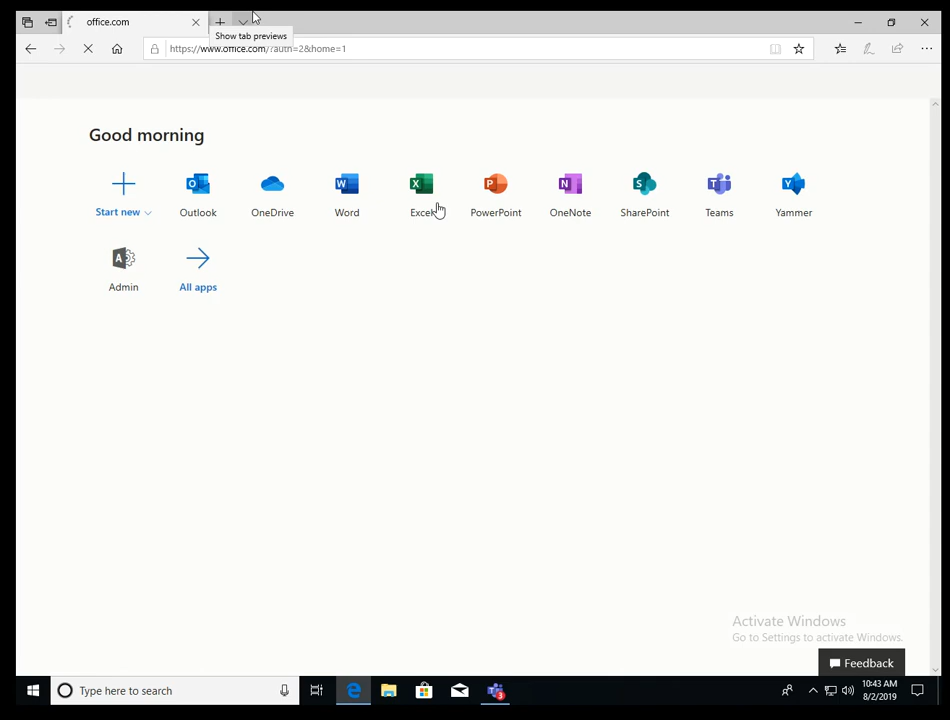 office.com
Show tab previews
https://www.office.com/?auth=2&home=1
Good morning
Start new
Outlook
OneDrive
Word
Excel
PowerPoint
OneNote
SharePoint
Teams
Yammer
Admin
All apps
Activate Windows
Go to Settings to activate Windows.
Feedback
Type here to search
3
10:43 AM
8/2/2019